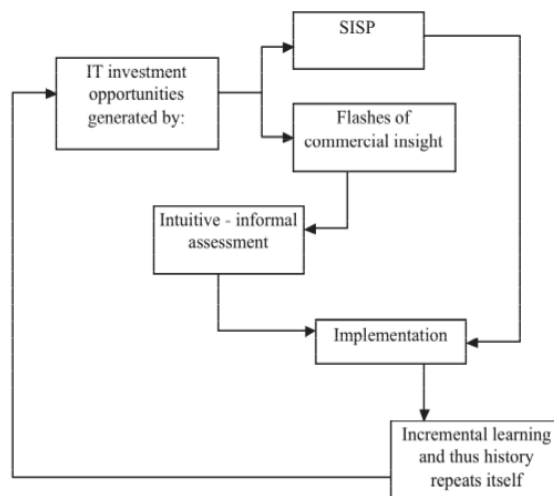 IT investment
opportunities
generated by:
SISP
Flashes of
commercial insight
Intuitive - informal
assessment
Implementation
Incremental learning
and thus history
repeats itself